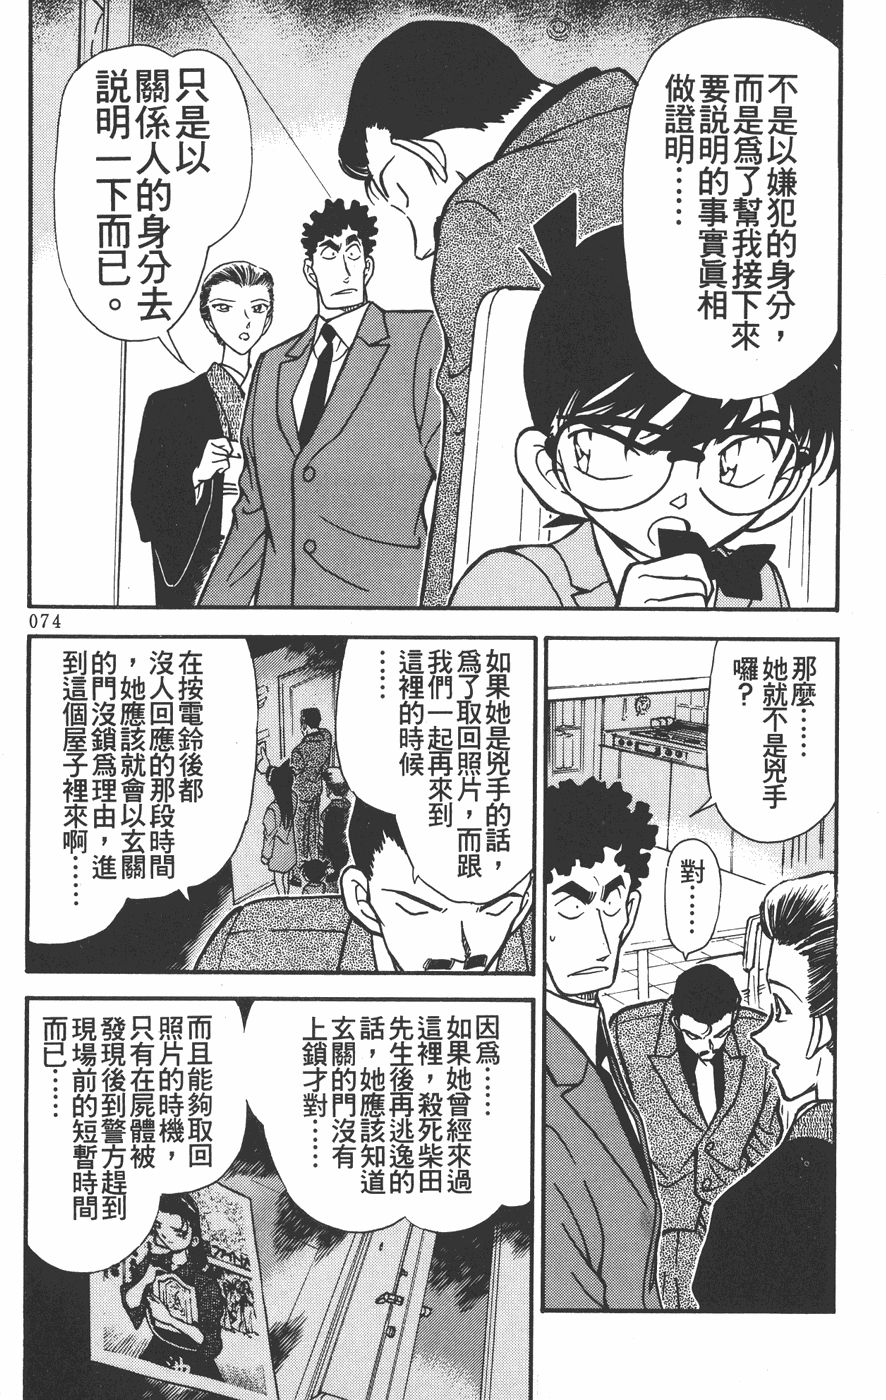 不是以嫌犯的身分，
而是爲了幫我接下來
要說明的事實眞相
做證明……
只是以
關係人的身分去
說明一下而已。
074
那麼……
她就不是兇手
囉？
對……
如果她是兇手的話，
爲了取回照片，而跟
我們一起再來到
這裡的時候
……
在按電鈴後都
沒人回應的那段時間
，她應該就會以玄關
的門沒鎖爲理由，進
到這個屋子裡來啊……
因爲……
如果她曾經來過
這裡，殺死柴田
先生後再逃逸的
話，她應該知道
玄關的門沒有
上鎖才對……
而且能夠取回
照片的時機，
只有在屍體被
發現後到警方趕到
現場前的短暫時間
而已……